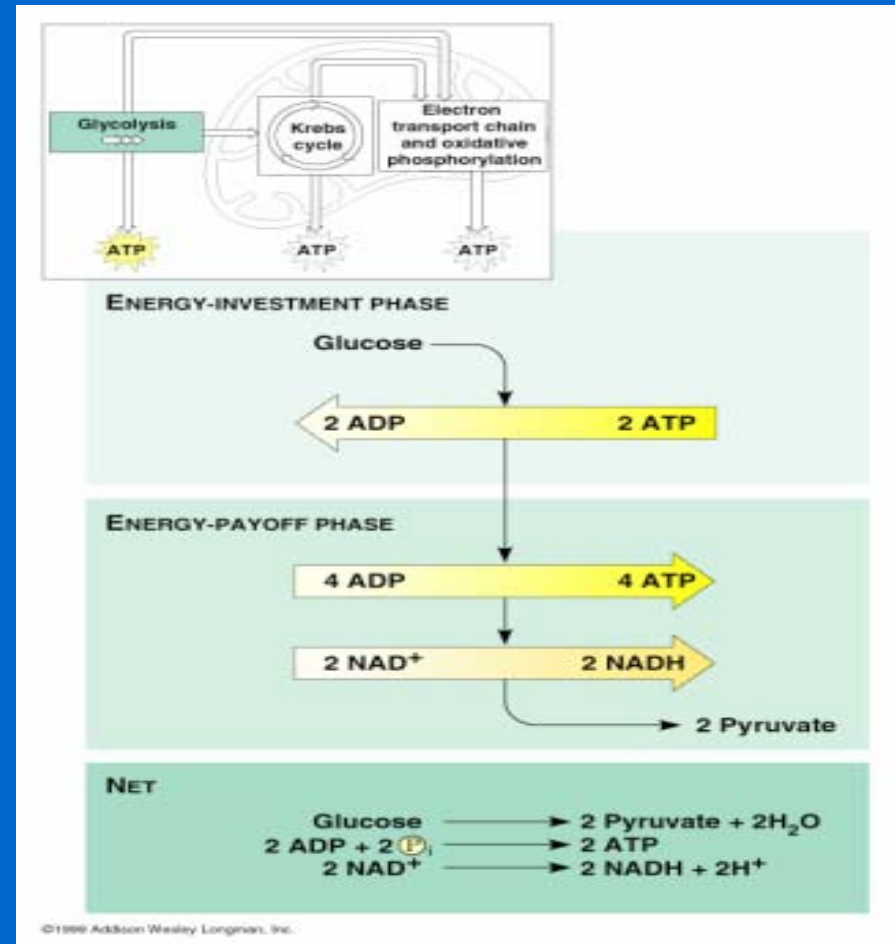 Glycolysis
Krebs
cycle
Electron
transport chain
and oxidative
phosphorylation
ATP
ATP
ATP
ENERGY-INVESTMENT PHASE
Glucose
2 ADP 2 ATP
ENERGY-PAYOFF PHASE
4 ADP 4 ATP
2 NAD⁺ 2 NADH
2 Pyruvate
NET
Glucose → 2 Pyruvate + 2H₂O
2 ADP + 2 Pᵢ → 2 ATP
2 NAD⁺ → 2 NADH + 2H⁺
©1999 Addison Wesley Longman, Inc.